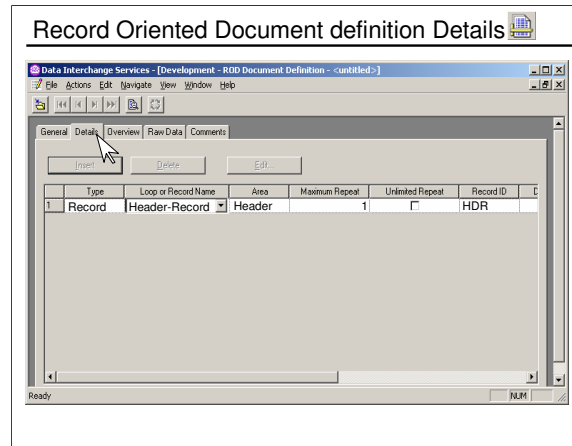 Record Oriented Document definition Details
Data Interchange Services - [Development - ROD Document Definition - <untitled>]
File Actions Edit Navigate View Window Help
General Details Overview Raw Data Comments
Insert Delete Edit...
Type Loop or Record Name Area Maximum Repeat Unlimited Repeat Record ID D
1 Record Header-Record Header 1 HDR
Ready NUM